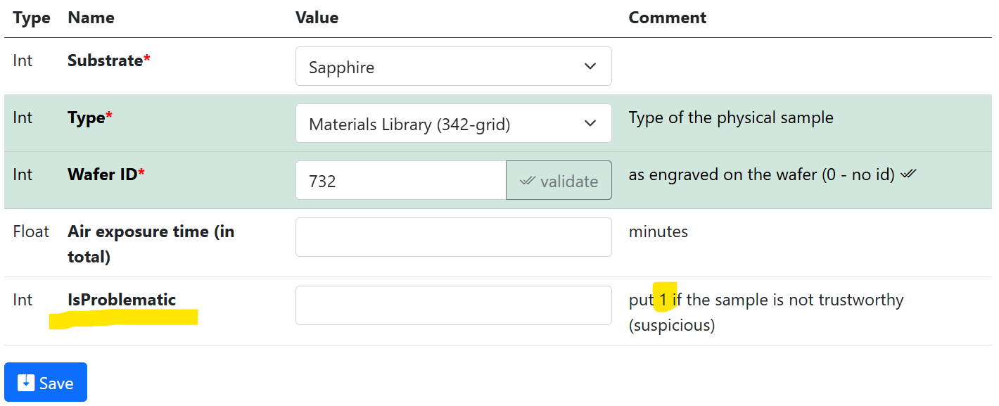 Type Name Value Comment
Int Substrate* Sapphire
Int Type* Materials Library (342-grid) Type of the physical sample
Int Wafer ID* 732 validate as engraved on the wafer (0 - no id)
Float Air exposure time (in minutes
total)
Int IsProblematic put 1 if the sample is not trustworthy
(suspicious)
Save